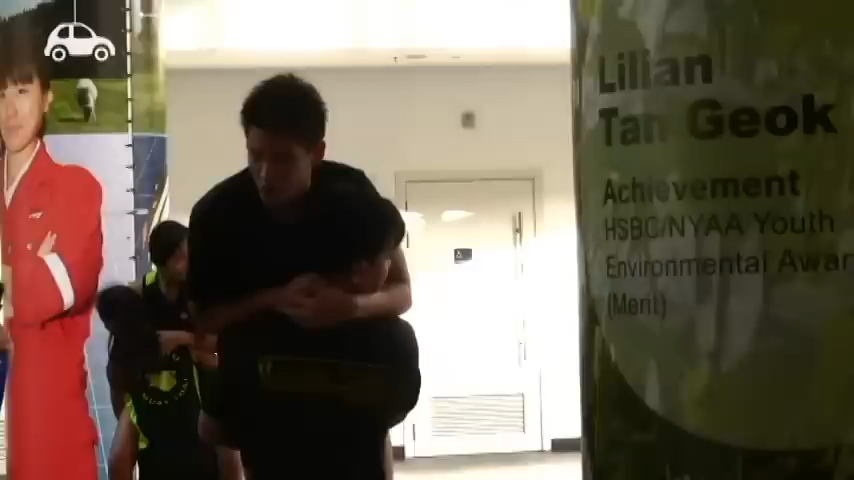 Lilian
Tan Geok
Achievement
HSBC/NYAA Youth
Environmental Awar
(Merit)